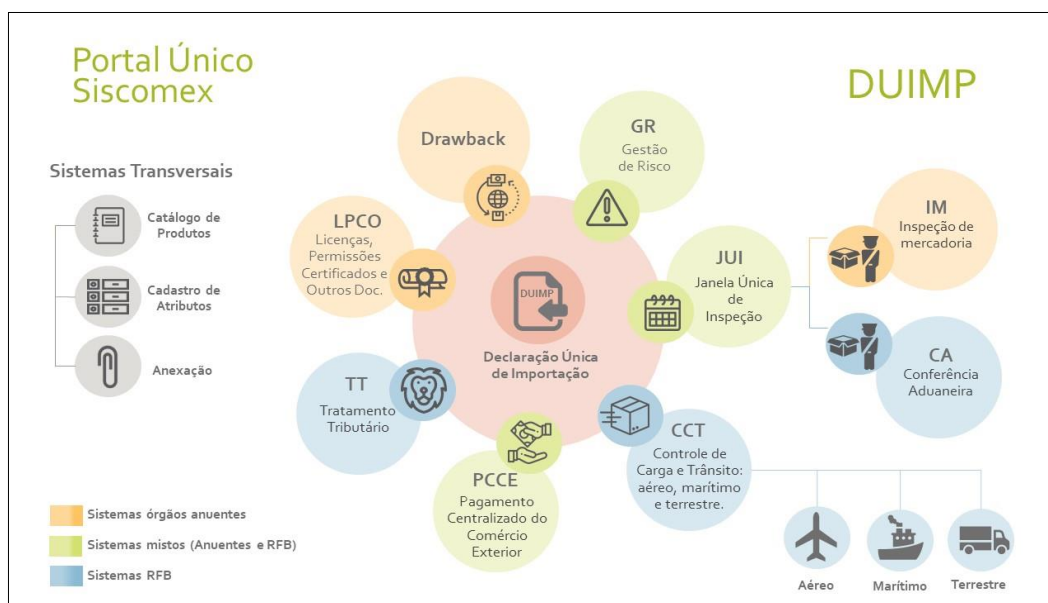 Portal Único
Siscomex
DUIMP
Sistemas Transversais
Catálogo de
Produtos
Cadastro de
Atributos
Anexação
Drawback
GR
Gestão
de Risco
LPCO
Licenças,
Permissões
Certificados e
Outros Doc.
JUI
Janela Única
de
Inspeção
IM
Inspeção de
mercadoria
CA
Conferência
Aduaneira
DUIMP
Declaração Única
de Importação
TT
Tratamento
Tributário
CCT
Controle de
Carga e Trânsito:
aéreo, marítimo
e terrestre.
PCCE
Pagamento
Centralizado do
Comércio
Exterior
Sistemas órgãos anuentes
Sistemas mistos (Anuentes e RFB)
Sistemas RFB
Aéreo
Marítimo
Terrestre